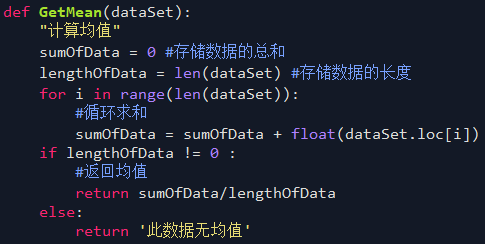 def GetMean(dataSet):
    "计算均值"
    sumOfData = 0 #存储数据的总和
    lengthOfData = len(dataSet) #存储数据的长度
    for i in range(len(dataSet)):
        #循环求和
        sumOfData = sumOfData + float(dataSet.loc[i])
    if lengthOfData != 0 :
        #返回均值
        return sumOfData/lengthOfData
    else:
        return '此数据无均值'